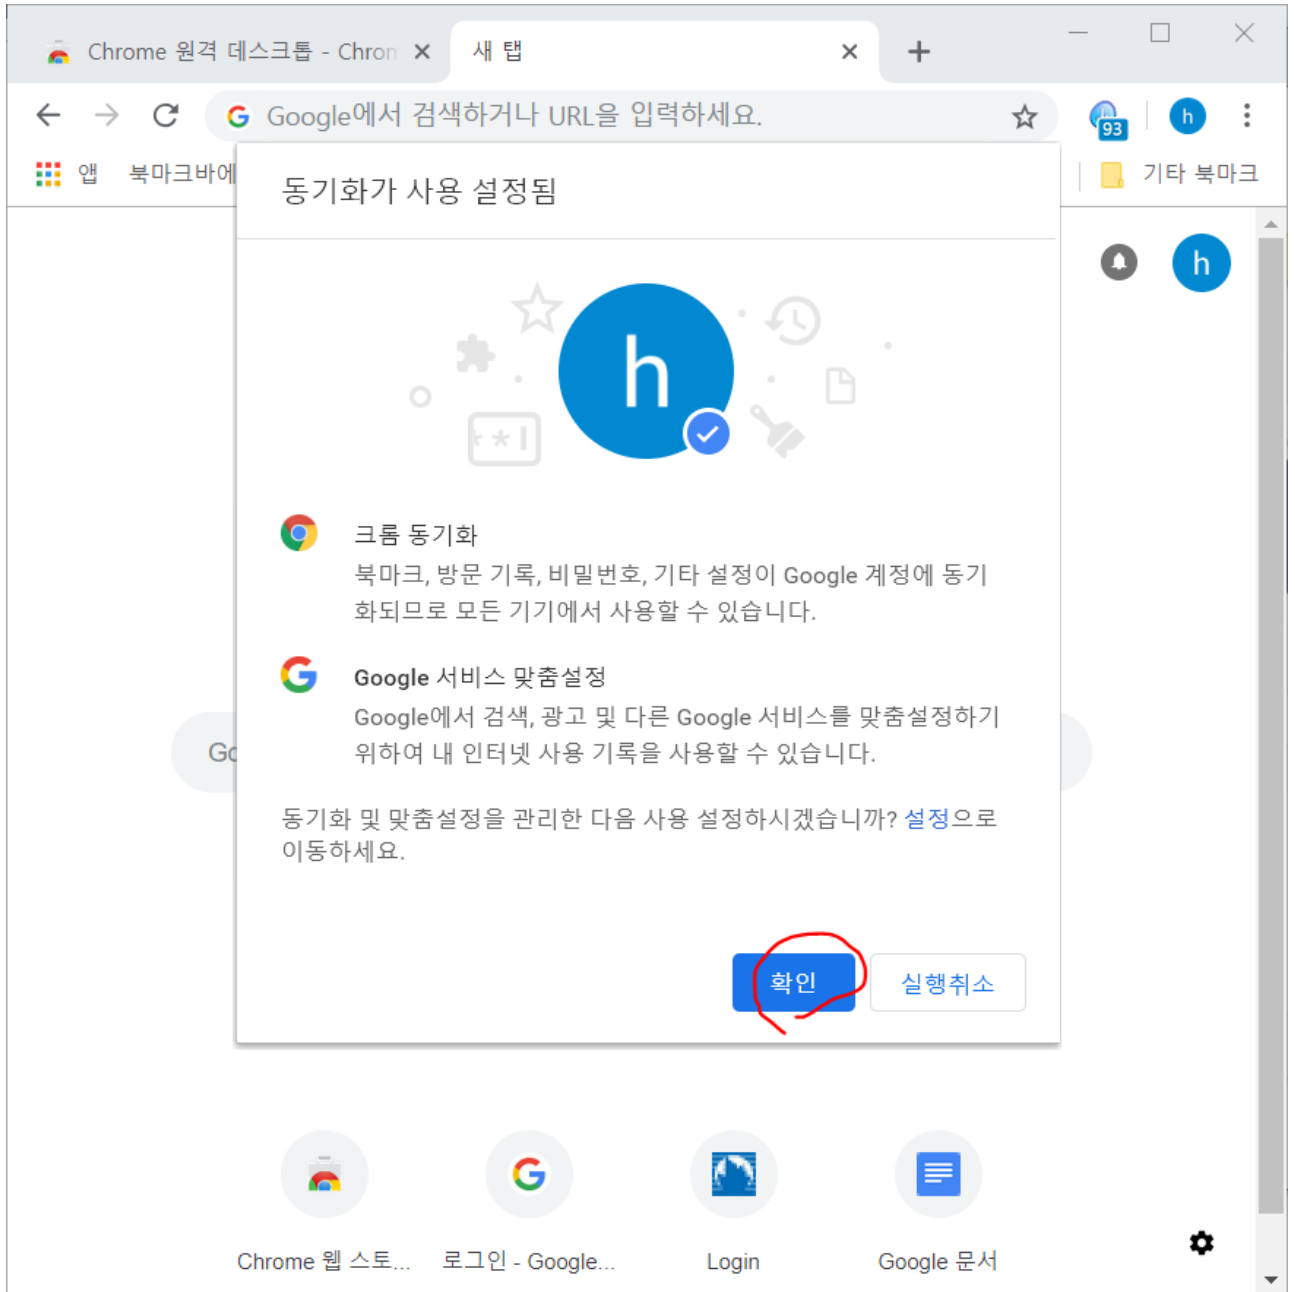 Chrome 원격 데스크톱 - Chrom
새 탭
Google에서 검색하거나 URL을 입력하세요.
93
h
앱
북마크바에
기타 북마크
동기화가 사용 설정됨
h
h
크롬 동기화
북마크, 방문 기록, 비밀번호, 기타 설정이 Google 계정에 동기
화되므로 모든 기기에서 사용할 수 있습니다.
Google 서비스 맞춤설정
Google에서 검색, 광고 및 다른 Google 서비스를 맞춤설정하기
위하여 내 인터넷 사용 기록을 사용할 수 있습니다.
Go
동기화 및 맞춤설정을 관리한 다음 사용 설정하시겠습니까? 설정으로
이동하세요.
확인
실행취소
Chrome 웹 스토...
로그인 - Google...
Login
Google 문서